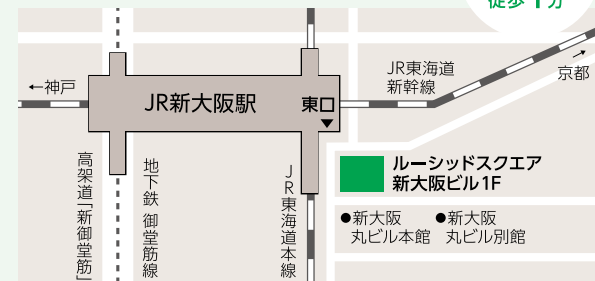 徒歩1分
←神戸
JR新大阪駅
東口
JR東海道
新幹線
→
京都
高架道「新御堂筋」
地下鉄 御堂筋線
JR東海道本線
ルーシッドスクエア
新大阪ビル1F
●新大阪
丸ビル本館
●新大阪
丸ビル別館